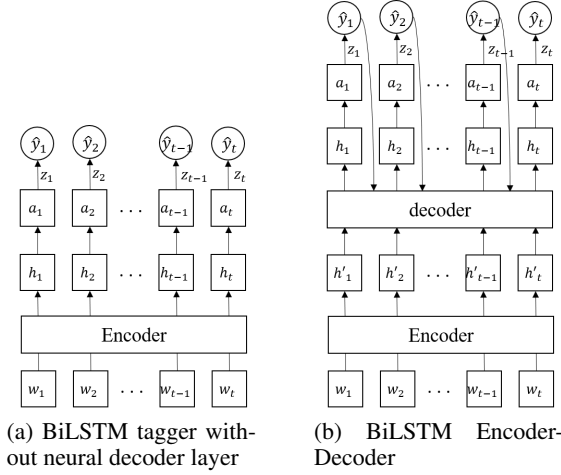 ŷ₁ ŷ₂ ŷₜ₋₁ ŷₜ
z₁ z₂ zₜ₋₁ zₜ
a₁ a₂ . . . aₜ₋₁ aₜ
h₁ h₂ . . . hₜ₋₁ hₜ
Encoder
w₁ w₂ . . . wₜ₋₁ wₜ
(a) BiLSTM tagger with-
out neural decoder layer
ŷ₁ ŷ₂ ŷₜ₋₁ ŷₜ
z₁ z₂ zₜ₋₁ zₜ
a₁ a₂ . . . aₜ₋₁ aₜ
h₁ h₂ . . . hₜ₋₁ hₜ
decoder
h'₁ h'₂ . . . h'ₜ₋₁ h'ₜ
Encoder
w₁ w₂ . . . wₜ₋₁ wₜ
(b) BiLSTM Encoder-
Decoder